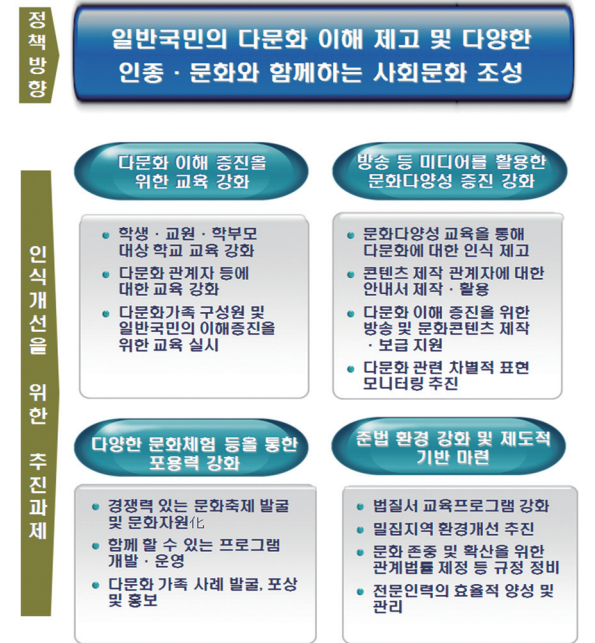 정책방향
일반국민의 다문화 이해 제고 및 다양한
인종 · 문화와 함께하는 사회문화 조성
인식개선을 위한 추진과제
다문화 이해 증진을
위한 교육 강화
학생 · 교원 · 학부모
대상 학교 교육 강화
다문화 관계자 등에
대한 교육 강화
다문화가족 구성원 및
일반국민의 이해증진을
위한 교육 실시
방송 등 미디어를 활용한
문화다양성 증진 강화
문화다양성 교육을 통해
다문화에 대한 인식 제고
콘텐츠 제작 관계자에 대한
안내서 제작 · 활용
다문화 이해 증진을 위한
방송 및 문화콘텐츠 제작
· 보급 지원
다문화 관련 차별적 표현
모니터링 추진
다양한 문화체험 등을 통한
포용력 강화
경쟁력 있는 문화축제 발굴
및 문화자원化
함께 할 수 있는 프로그램
개발 · 운영
다문화 가족 사례 발굴, 포상
및 홍보
준법 환경 강화 및 제도적
기반 마련
법질서 교육프로그램 강화
밀집지역 환경개선 추진
문화 존중 및 확산을 위한
관계법률 제정 등 규정 정비
전문인력의 효율적 양성 및
관리